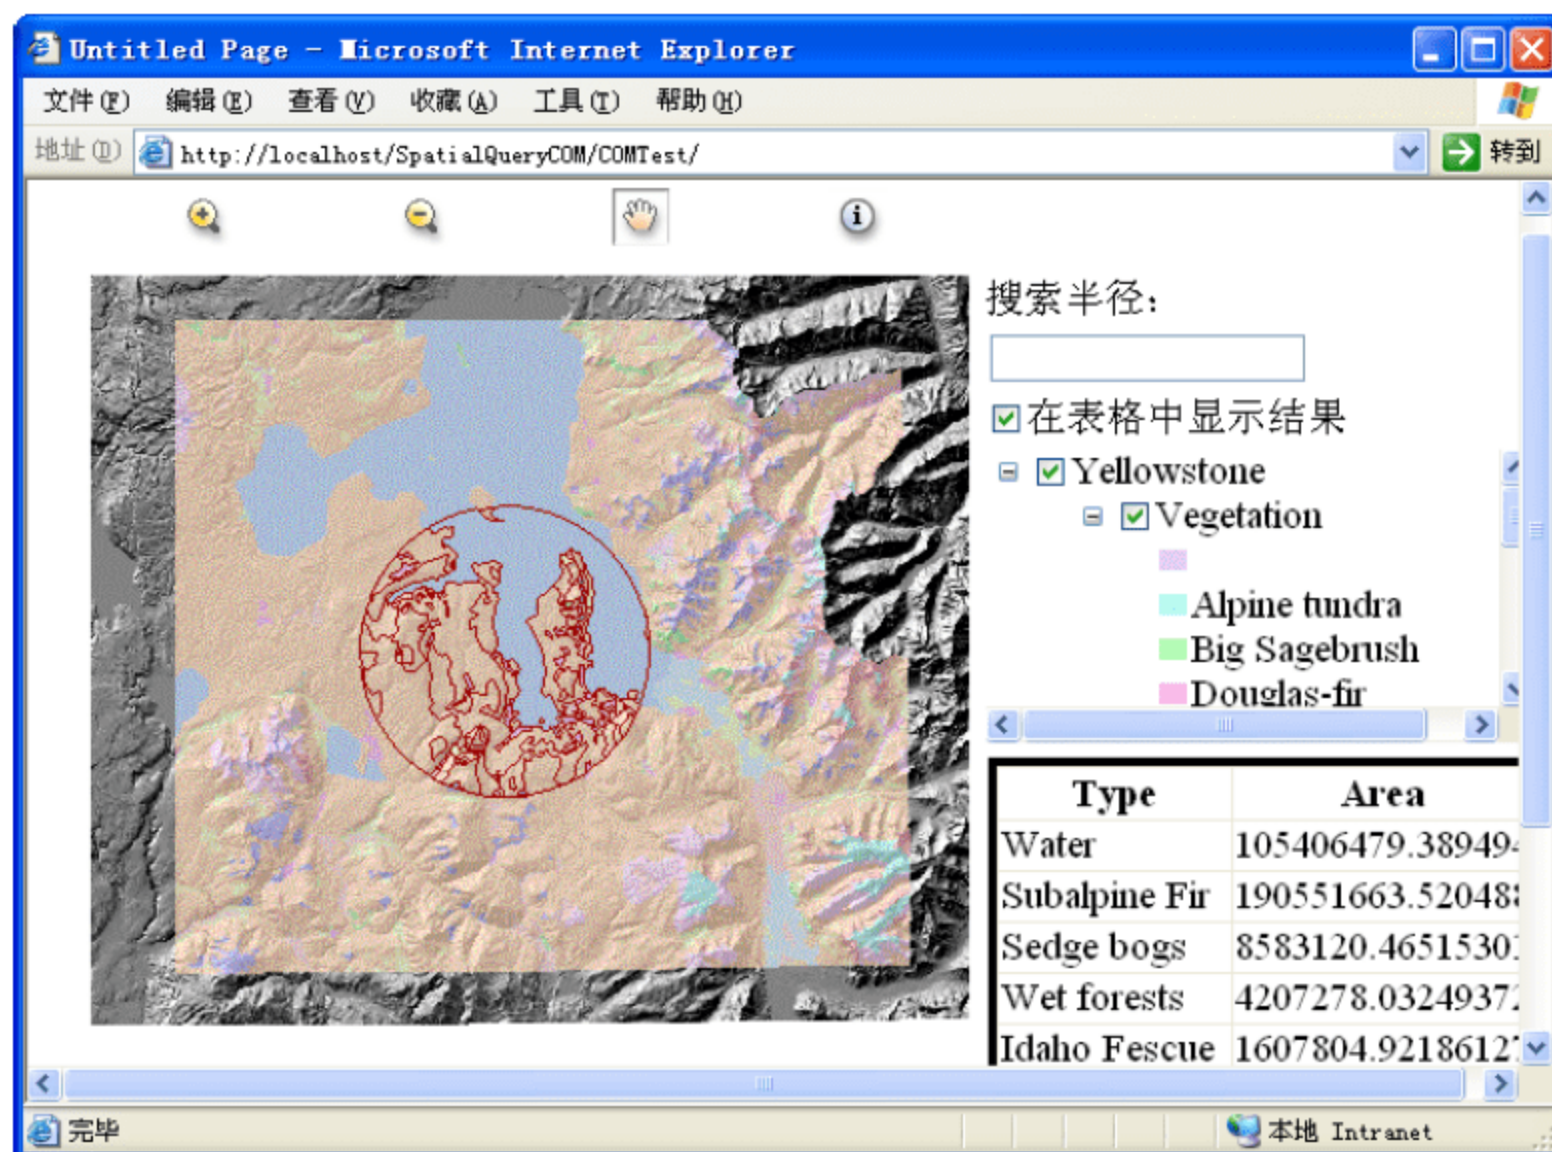 Untitled Page - Microsoft Internet Explorer
文件(F) 编辑(E) 查看(V) 收藏(A) 工具(T) 帮助(H)
地址(D) http://localhost/SpatialQueryCOM/COMTest/ 转到
搜索半径:
在表格中显示结果
Yellowstone
Vegetation
Alpine tundra
Big Sagebrush
Douglas-fir
Type Area
Water 105406479.389494
Subalpine Fir 190551663.520488
Sedge bogs 8583120.4651530
Wet forests 4207278.0324937
Idaho Fescue 1607804.9218612
完毕 本地 Intranet